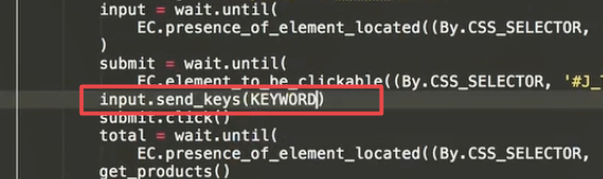 input = wait.until(
EC.presence_of_element_located((By.CSS_SELECTOR,
)
submit = wait.until(
EC.element_to_be_clickable((By.CSS_SELECTOR, '#J_
input.send_keys(KEYWORD)
submit.click()
total = wait.until(
EC.presence_of_element_located((By.CSS_SELECTOR,
get_products()